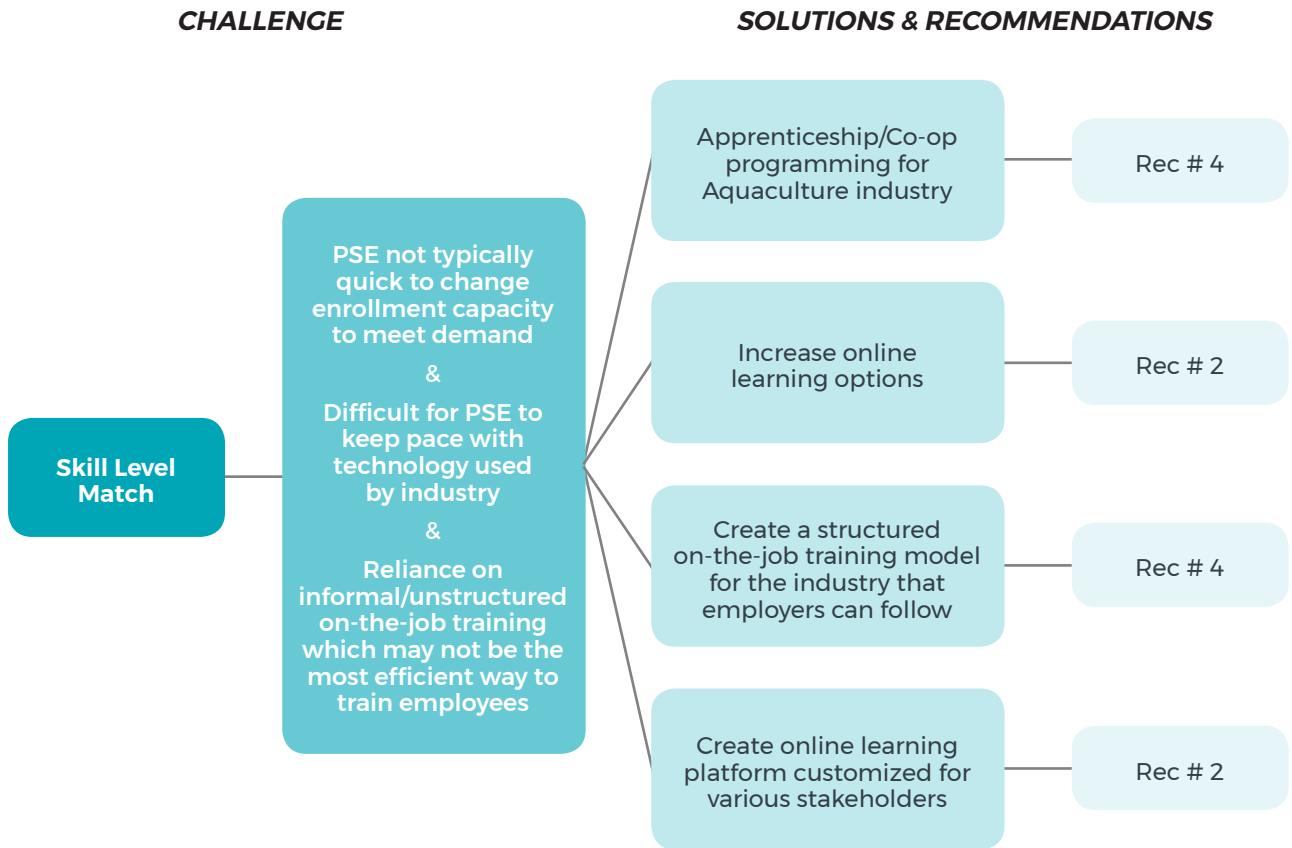 CHALLENGE
SOLUTIONS & RECOMMENDATIONS
Skill Level
Match
PSE not typically
quick to change
enrollment capacity
to meet demand
&
Difficult for PSE to
keep pace with
technology used
by industry
&
Reliance on
informal/unstructured
on-the-job training
which may not be the
most efficient way to
train employees
Apprenticeship/Co-op
programming for
Aquaculture industry
Rec # 4
Increase online
learning options
Rec # 2
Create a structured
on-the-job training model
for the industry that
employers can follow
Rec # 4
Create online learning
platform customized for
various stakeholders
Rec # 2